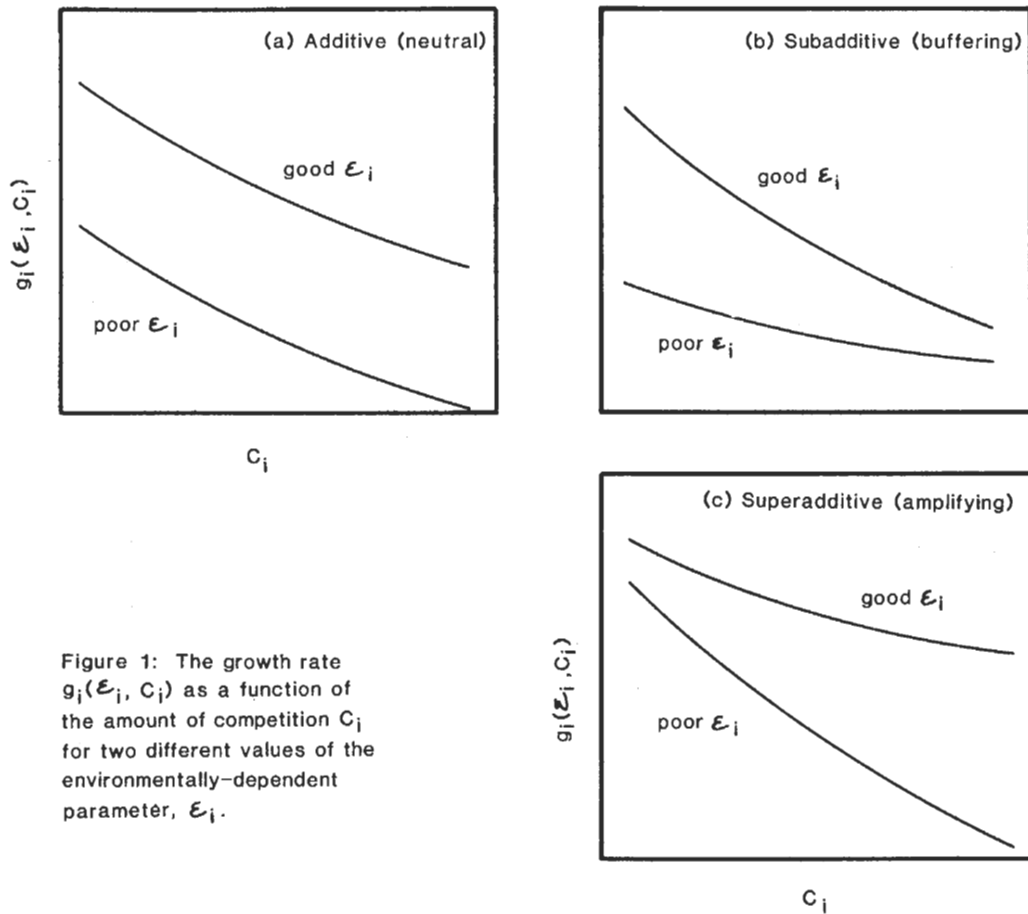 (a) Additive (neutral)
good ℰi
poor ℰi
gi(ℰi ,Ci)
Ci
(b) Subadditive (buffering)
good ℰi
poor ℰi
(c) Superadditive (amplifying)
good ℰi
poor ℰi
gi(ℰi ,Ci)
Ci
Figure 1: The growth rate
gi(ℰi, Ci) as a function of
the amount of competition Ci
for two different values of the
environmentally-dependent
parameter, ℰi.